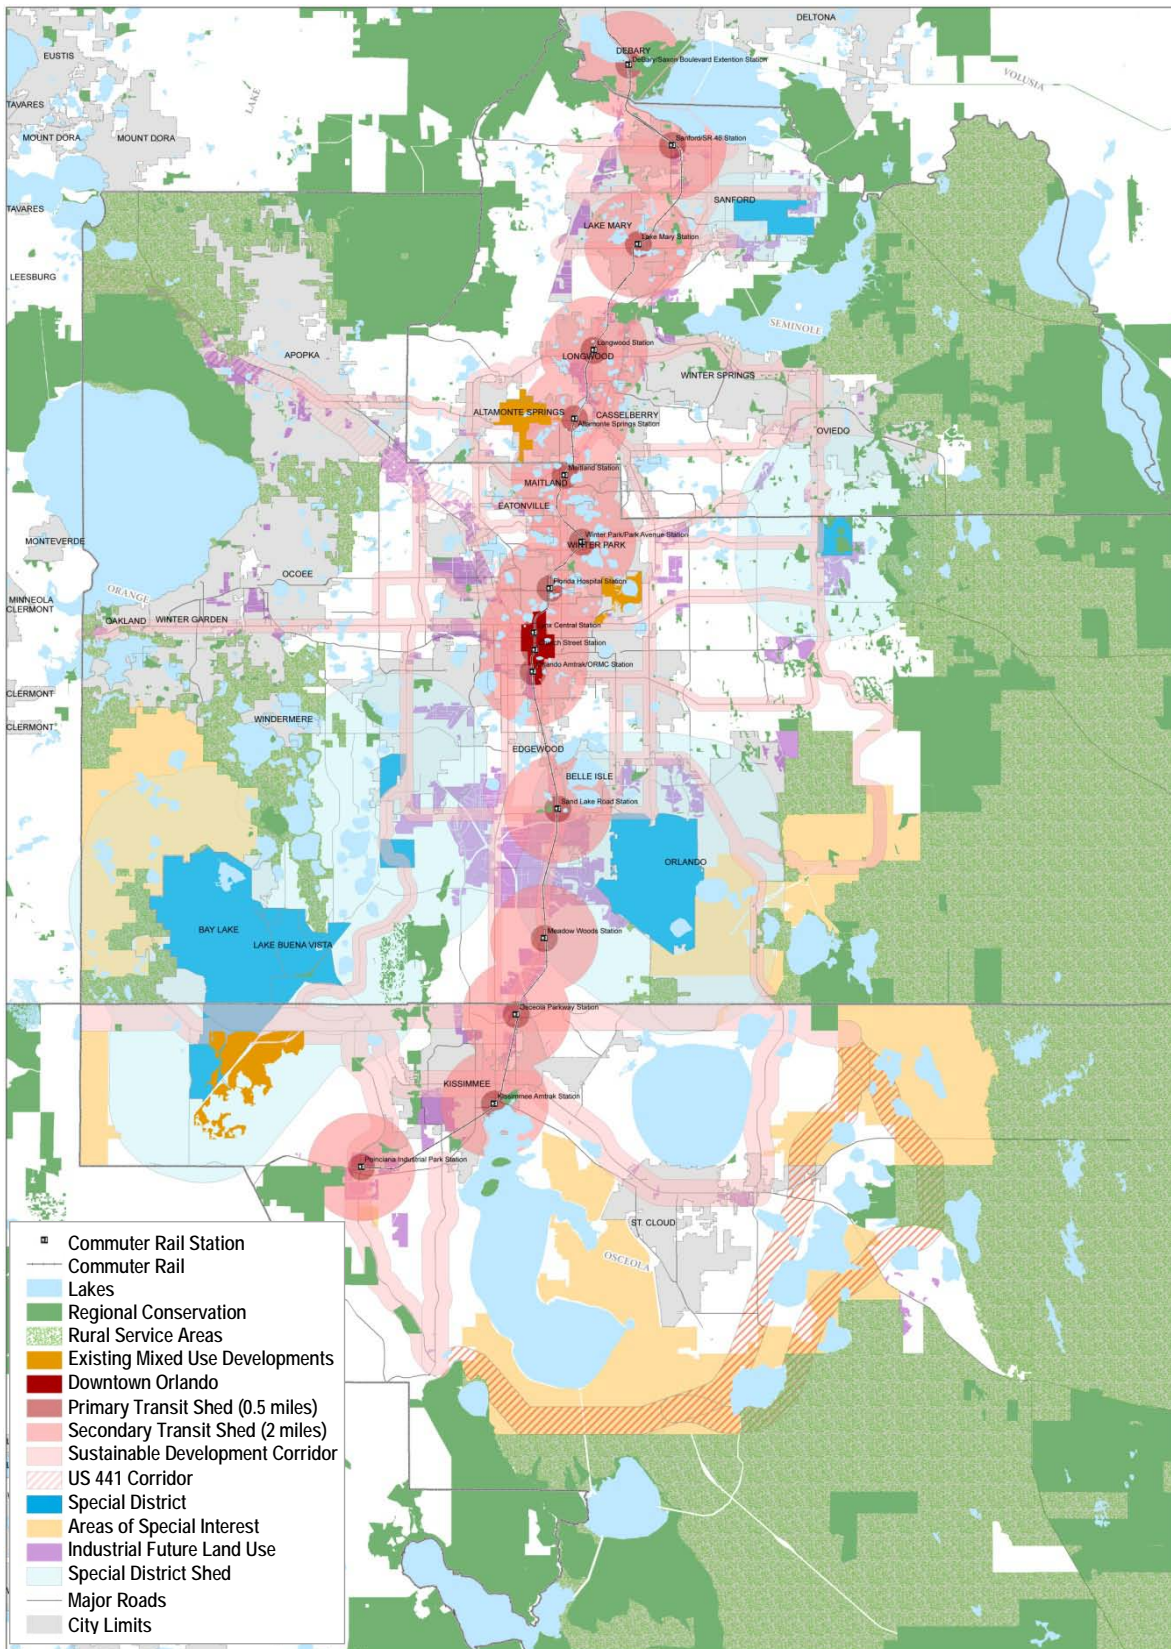 DELTONA
EUSTIS
DEBARY
DeBary/Saxon Boulevard Extention Station
VOLUSIA
LAKE
TAVARES
MOUNT DORA
MOUNT DORA
Sanford/SR 46 Station
SANFORD
TAVARES
LAKE MARY
Lake Mary Station
LEESBURG
SEMINOLE
Longwood Station
LONGWOOD
APOPKA
WINTER SPRINGS
ALTAMONTE SPRINGS
CASSELBERRY
Altamonte Springs Station
OVIEDO
Maitland Station
MAITLAND
EATONVILLE
Winter Park/Park Avenue Station
WINTER PARK
MONTEVERDE
OCOEE
Florida Hospital Station
ORANGE
MINNEOLA
CLERMONT
OAKLAND
WINTER GARDEN
Central Station
Street Station
Amtrak/ORMC Station
CLERMONT
WINDERMERE
CLERMONT
EDGEWOOD
BELLE ISLE
Sand Lake Road Station
ORLANDO
BAY LAKE
LAKE BUENA VISTA
Meadow Woods Station
Osceola Parkway Station
KISSIMMEE
Kissimmee Amtrak Station
Poinciana Industrial Park Station
ST. CLOUD
OSCEOLA
Commuter Rail Station
Commuter Rail
Lakes
Regional Conservation
Rural Service Areas
Existing Mixed Use Developments
Downtown Orlando
Primary Transit Shed (0.5 miles)
Secondary Transit Shed (2 miles)
Sustainable Development Corridor
US 441 Corridor
Special District
Areas of Special Interest
Industrial Future Land Use
Special District Shed
Major Roads
City Limits